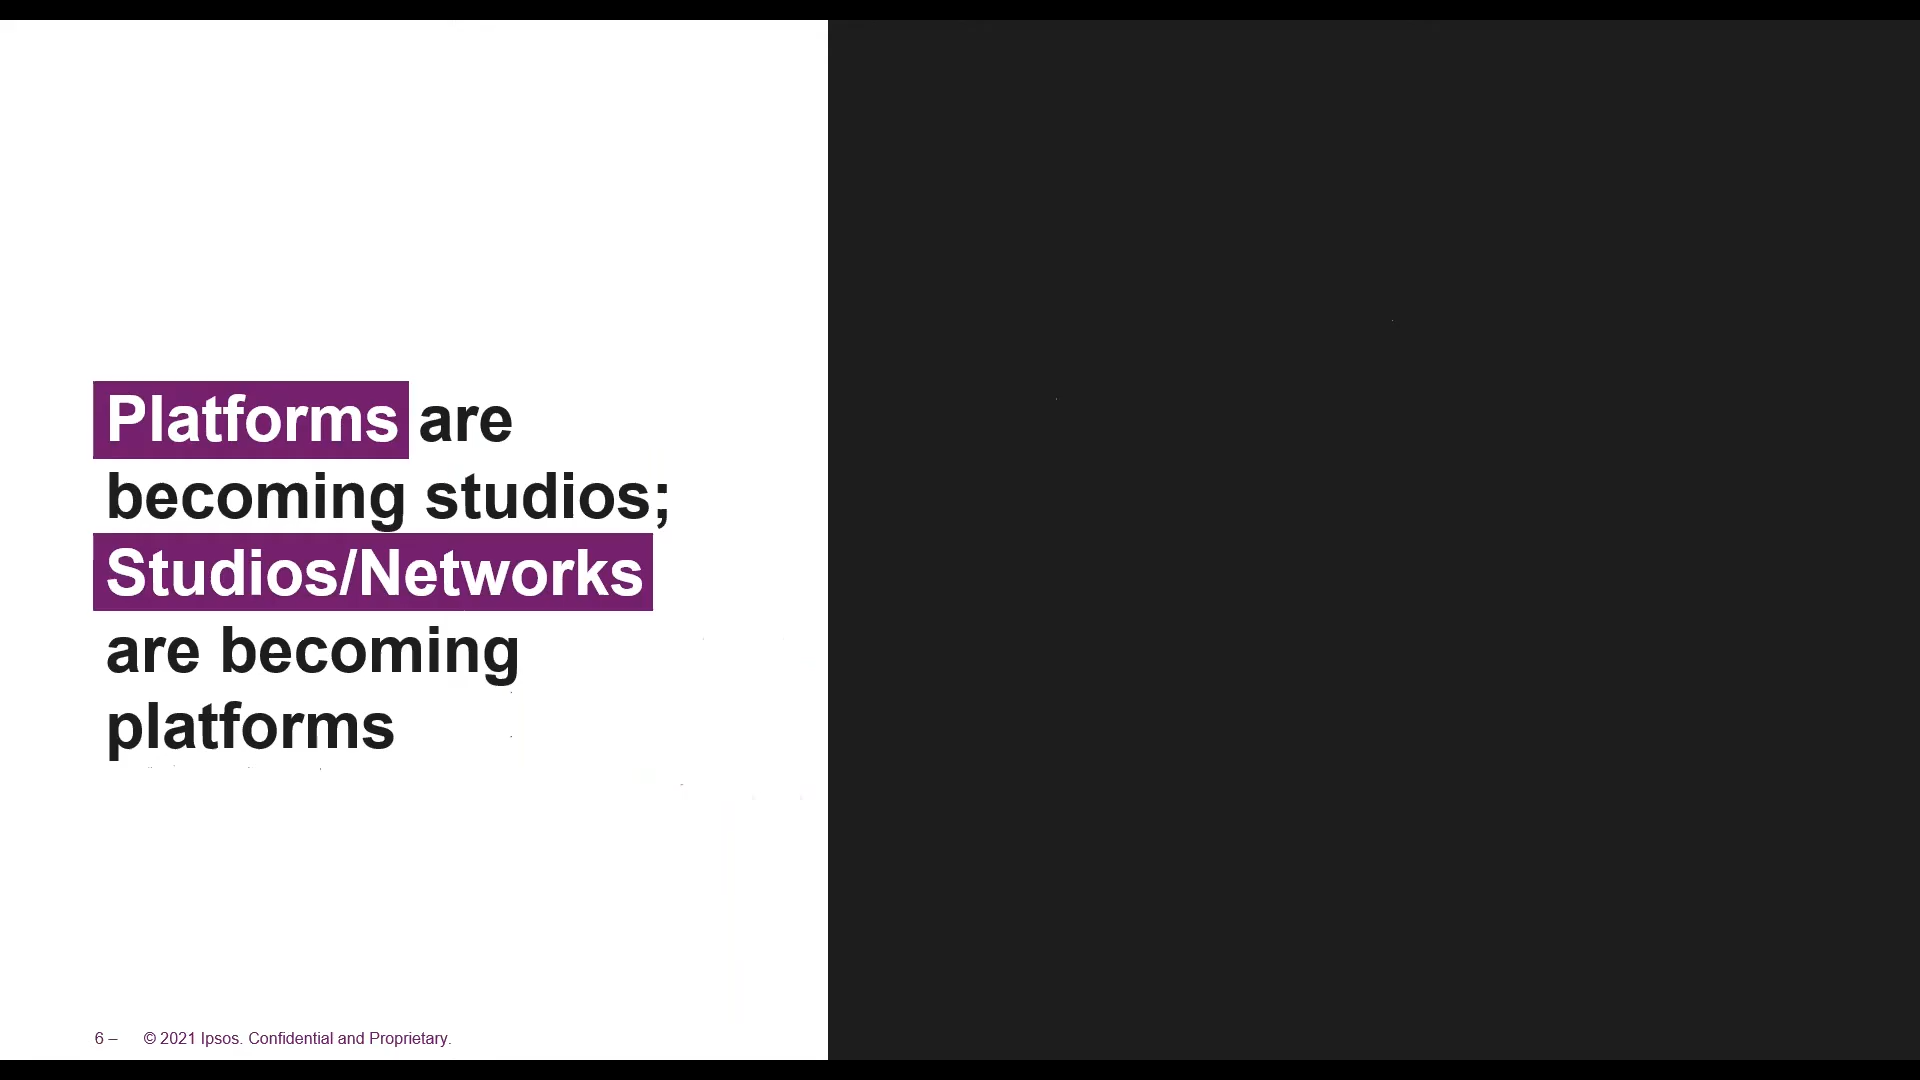 Platforms are
becoming studios;
Studios/Networks
are becoming
platforms
6 – © 2021 Ipsos. Confidential and Proprietary.